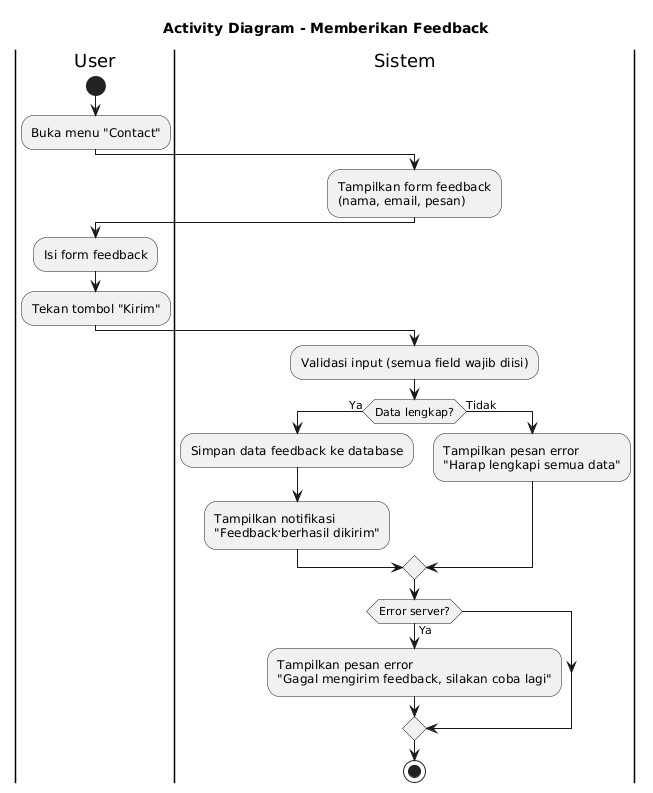 Activity Diagram - Memberikan Feedback
User
Sistem
Buka menu "Contact"
Tampilkan form feedback
(nama, email, pesan)
Isi form feedback
Tekan tombol "Kirim"
Validasi input (semua field wajib diisi)
Ya
Data lengkap?
Tidak
Simpan data feedback ke database
Tampilkan pesan error
"Harap lengkapi semua data"
Tampilkan notifikasi
"Feedback berhasil dikirim"
Error server?
Ya
Tampilkan pesan error
"Gagal mengirim feedback, silakan coba lagi"